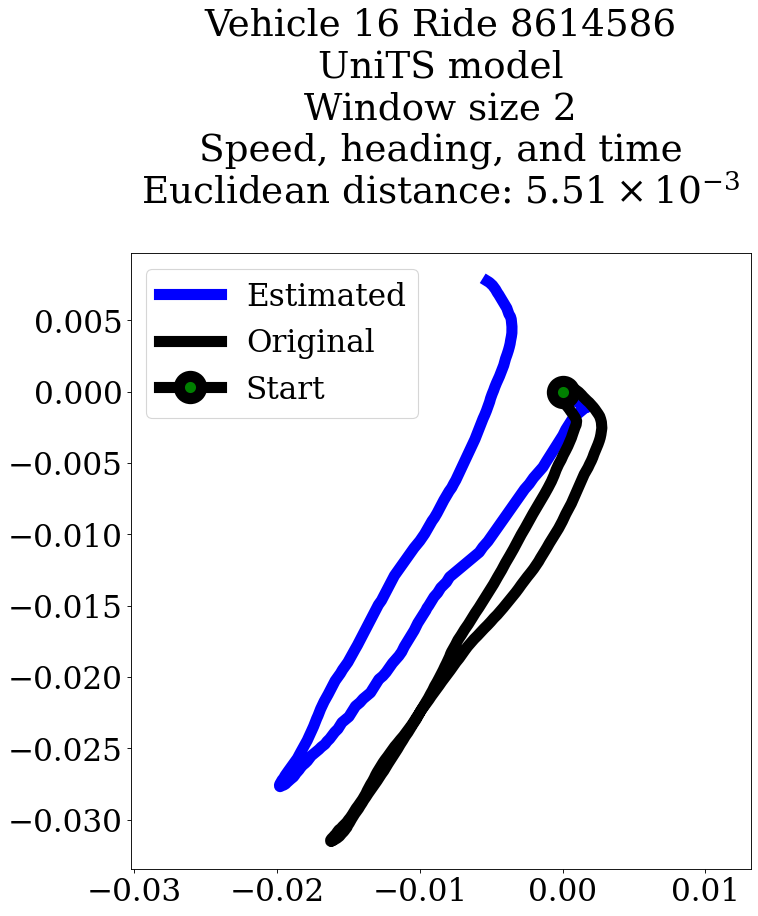 Vehicle 16 Ride 8614586
UniTS model
Window size 2
Speed, heading, and time
Euclidean distance: 5.51 × 10⁻³
Estimated
Original
Start
0.005
0.000
−0.005
−0.010
−0.015
−0.020
−0.025
−0.030
−0.03 −0.02 −0.01 0.00 0.01